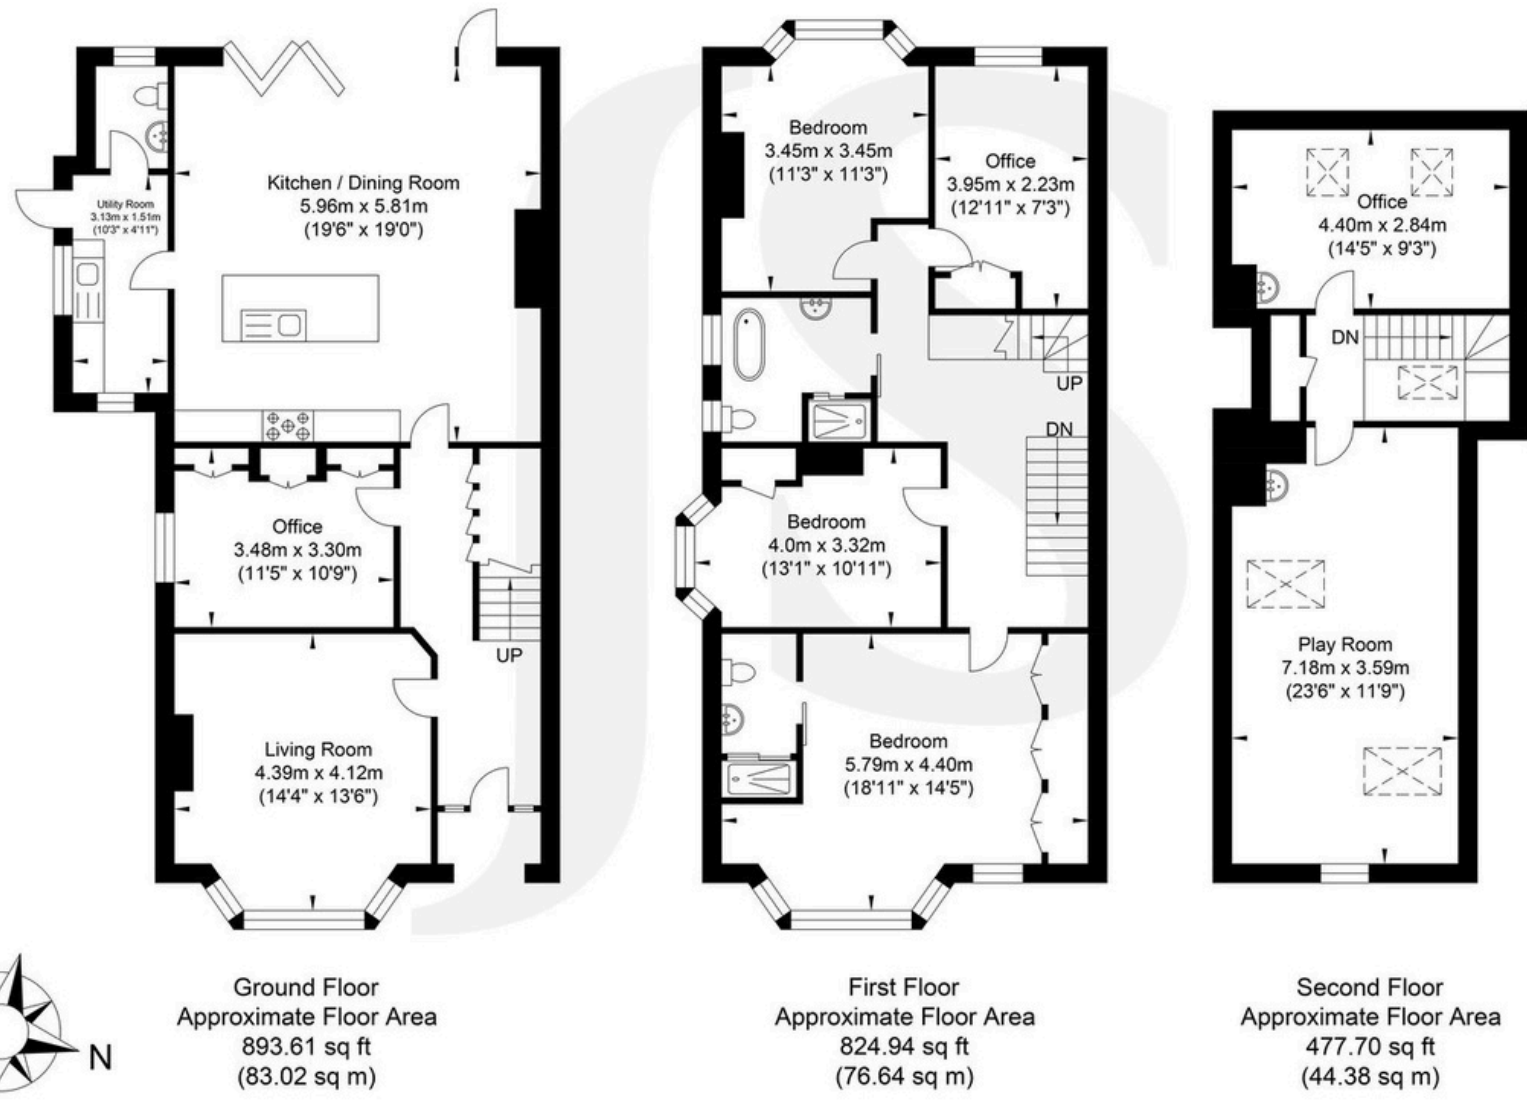 Utility Room
3.13m x 1.51m
(10'3" x 4'11")
Kitchen / Dining Room
5.96m x 5.81m
(19'6" x 19'0")
Office
3.48m x 3.30m
(11'5" x 10'9")
UP
Living Room
4.39m x 4.12m
(14'4" x 13'6")
Ground Floor
Approximate Floor Area
893.61 sq ft
(83.02 sq m)
N
Bedroom
3.45m x 3.45m
(11'3" x 11'3")
Office
3.95m x 2.23m
(12'11" x 7'3")
UP
DN
Bedroom
4.0m x 3.32m
(13'1" x 10'11")
Bedroom
5.79m x 4.40m
(18'11" x 14'5")
First Floor
Approximate Floor Area
824.94 sq ft
(76.64 sq m)
Office
4.40m x 2.84m
(14'5" x 9'3")
DN
Play Room
7.18m x 3.59m
(23'6" x 11'9")
Second Floor
Approximate Floor Area
477.70 sq ft
(44.38 sq m)